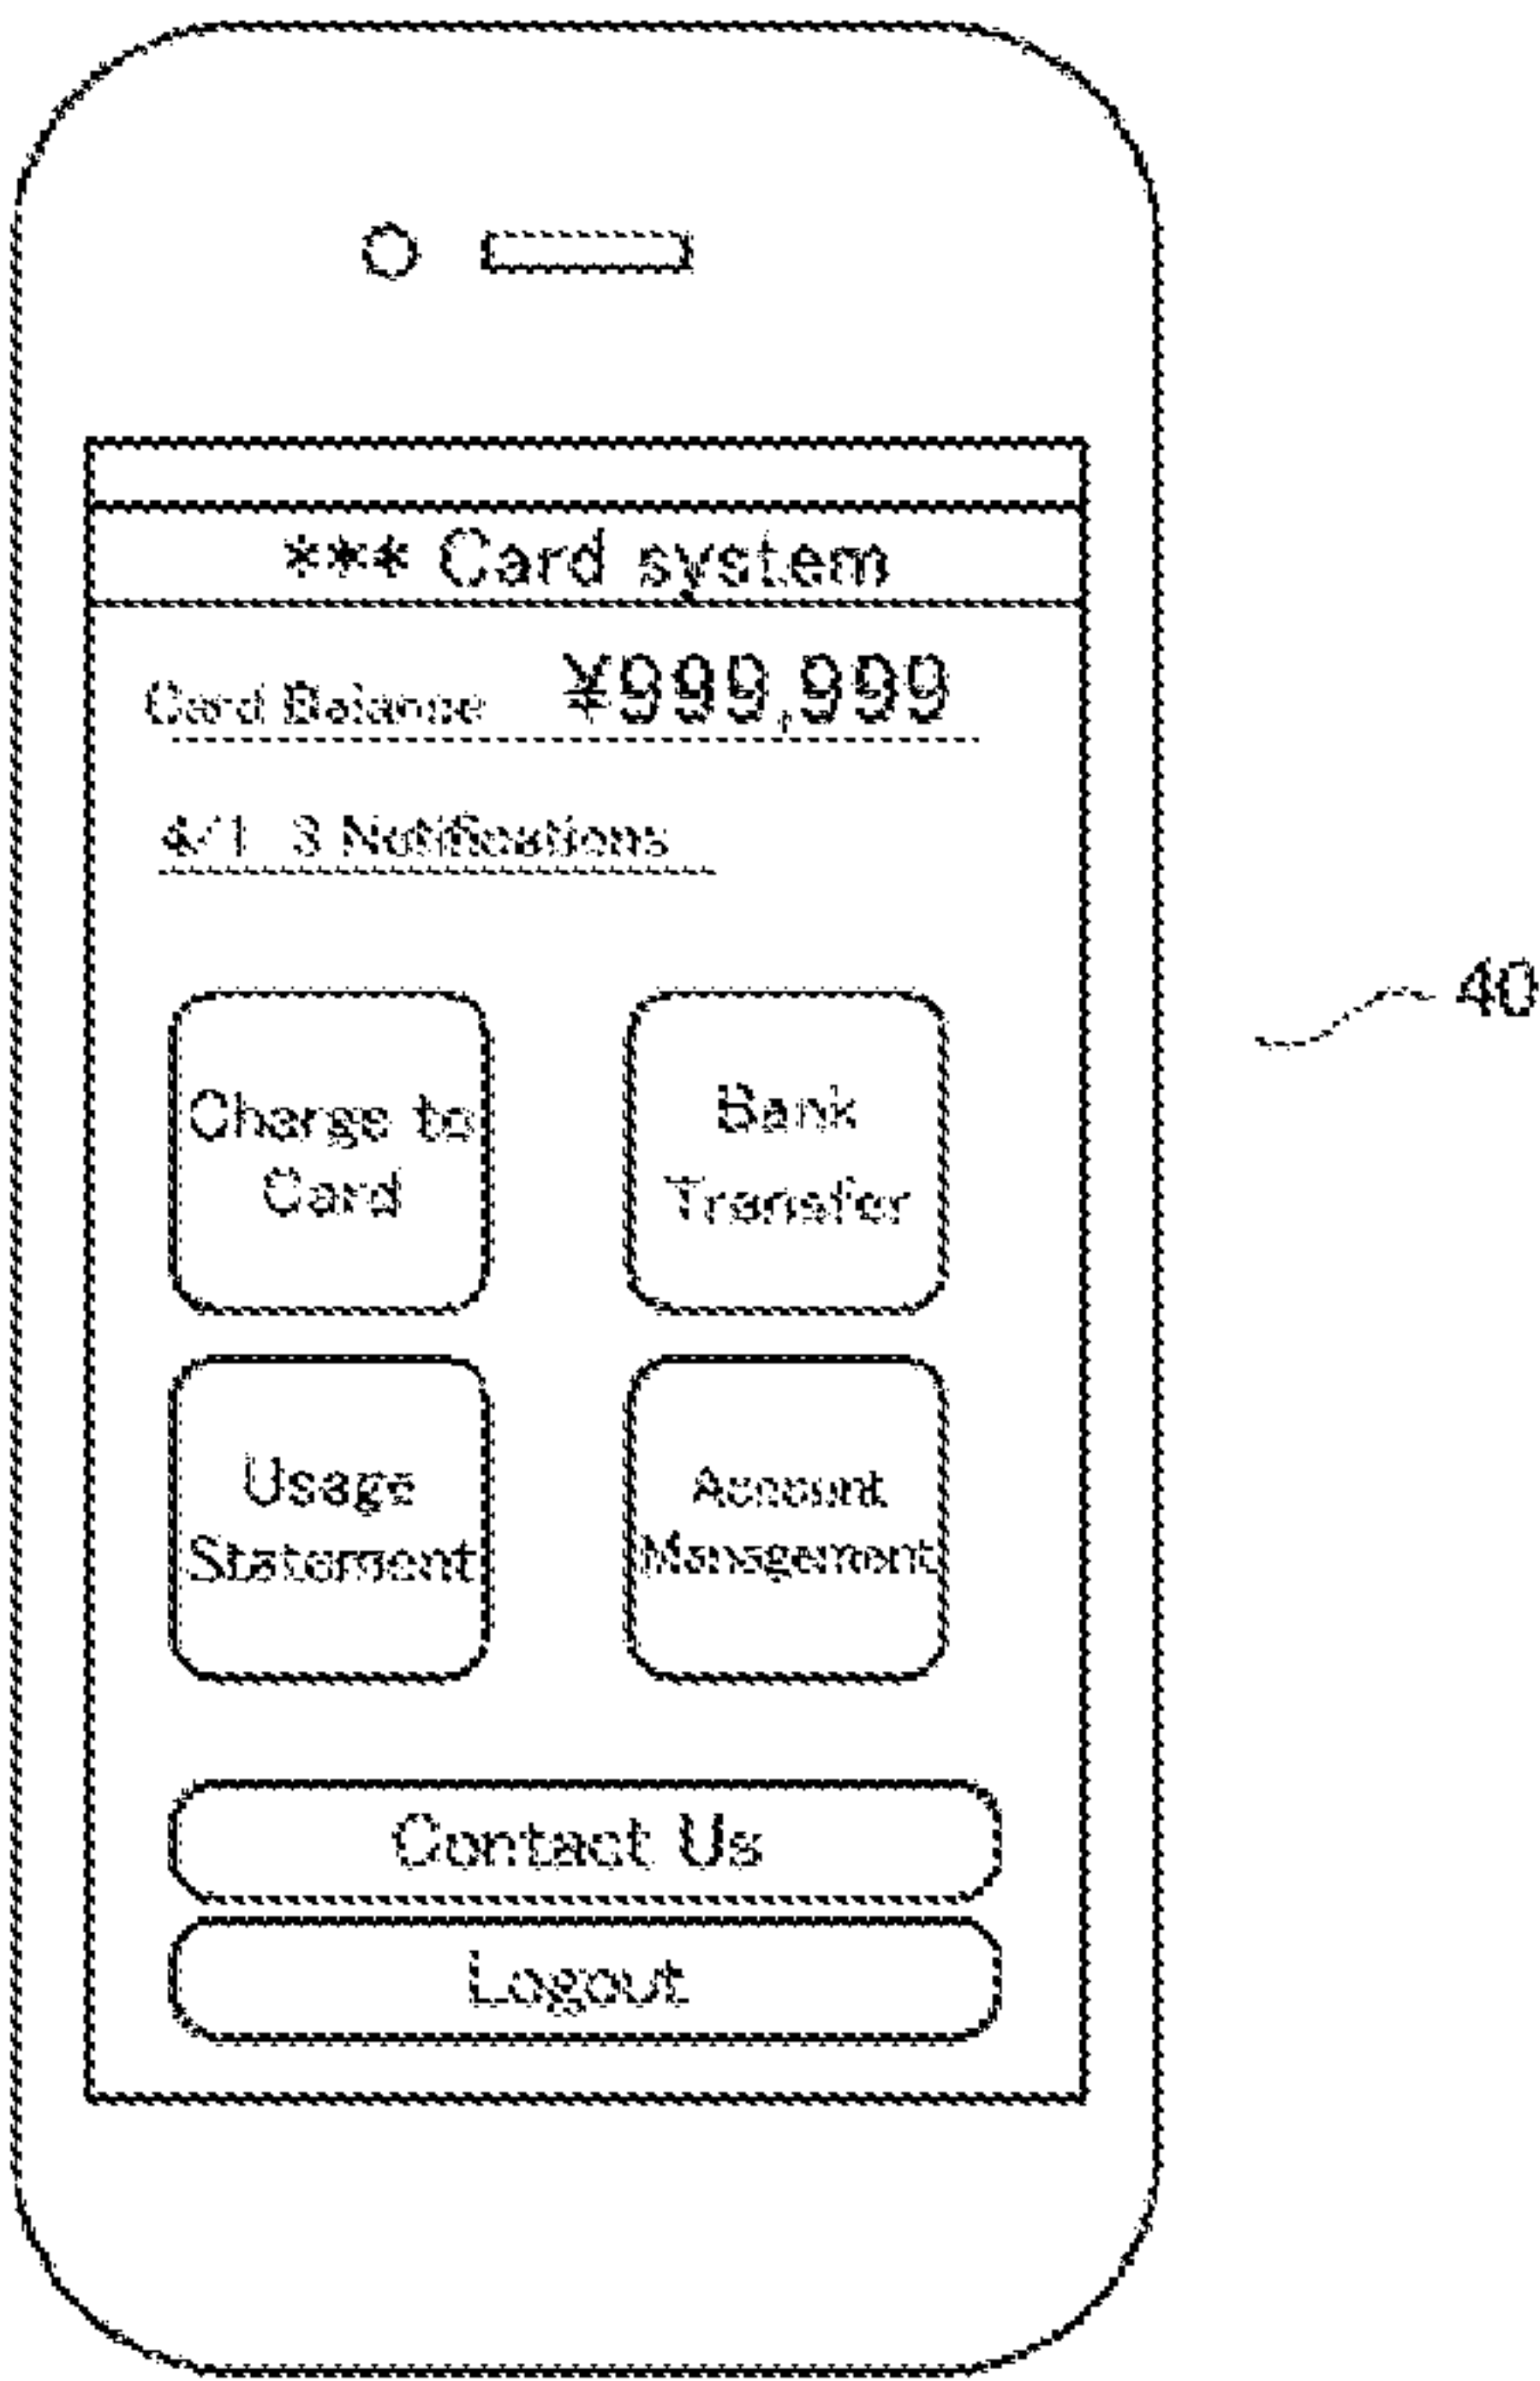 *** Card system
Card Balance ¥999,999
4/1 3 Notifications
Charge to
Card
Bank
Transfer
40
Usage
Statement
Account
Management
Contact Us
Logout